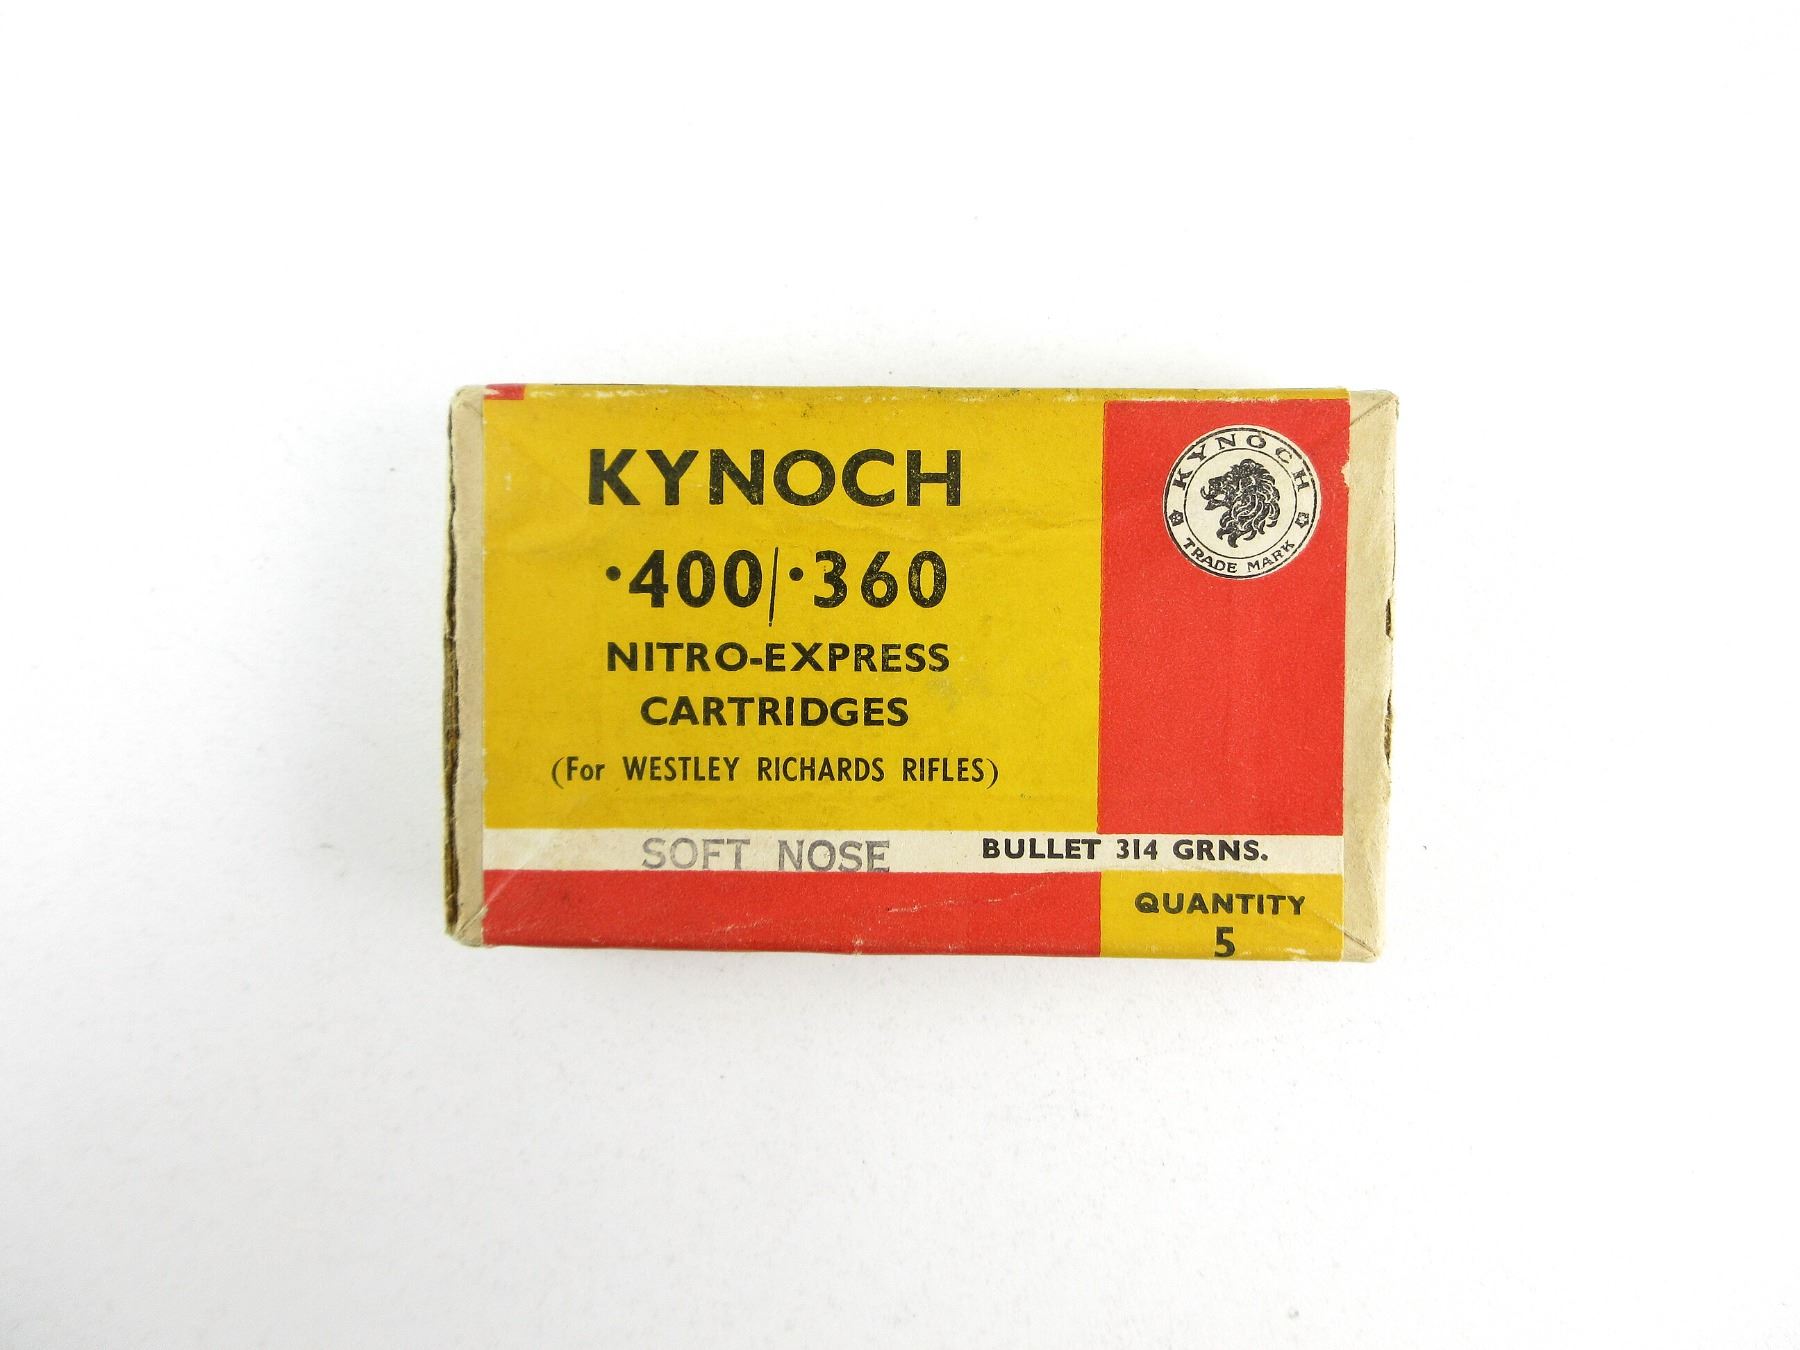 KYNOCH
·400/·360
NITRO-EXPRESS
CARTRIDGES
(For WESTLEY RICHARDS RIFLES)
KYNOCH
TRADE MARK
SOFT NOSE BULLET 314 GRNS.
QUANTITY
5